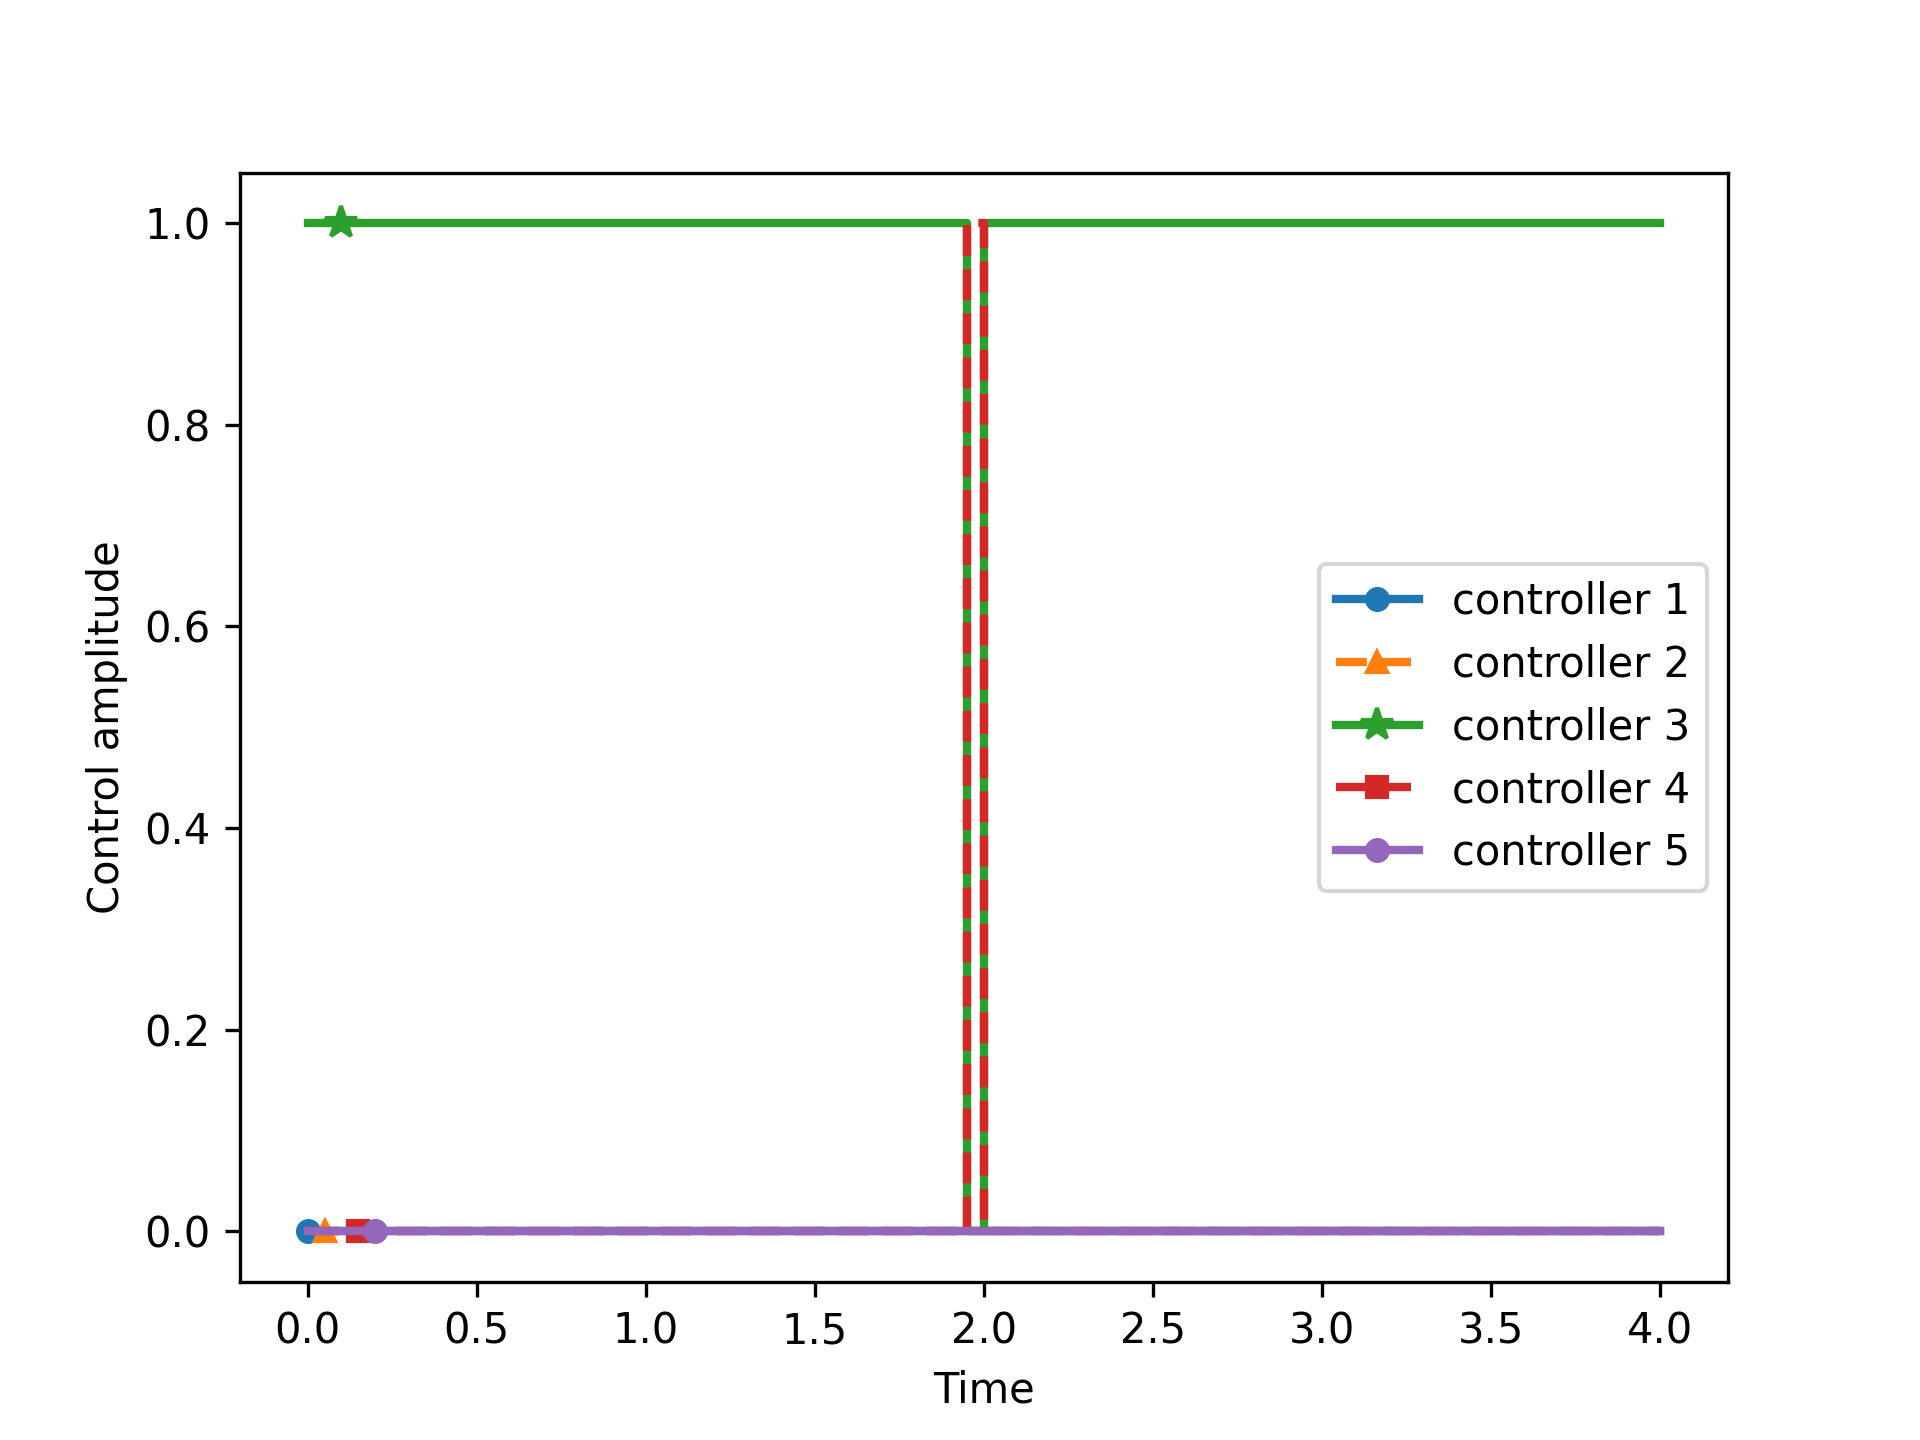 1.0
0.8
0.6
0.4
0.2
0.0
Control amplitude
controller 1
controller 2
controller 3
controller 4
controller 5
0.0 0.5 1.0 1.5 2.0 2.5 3.0 3.5 4.0
Time